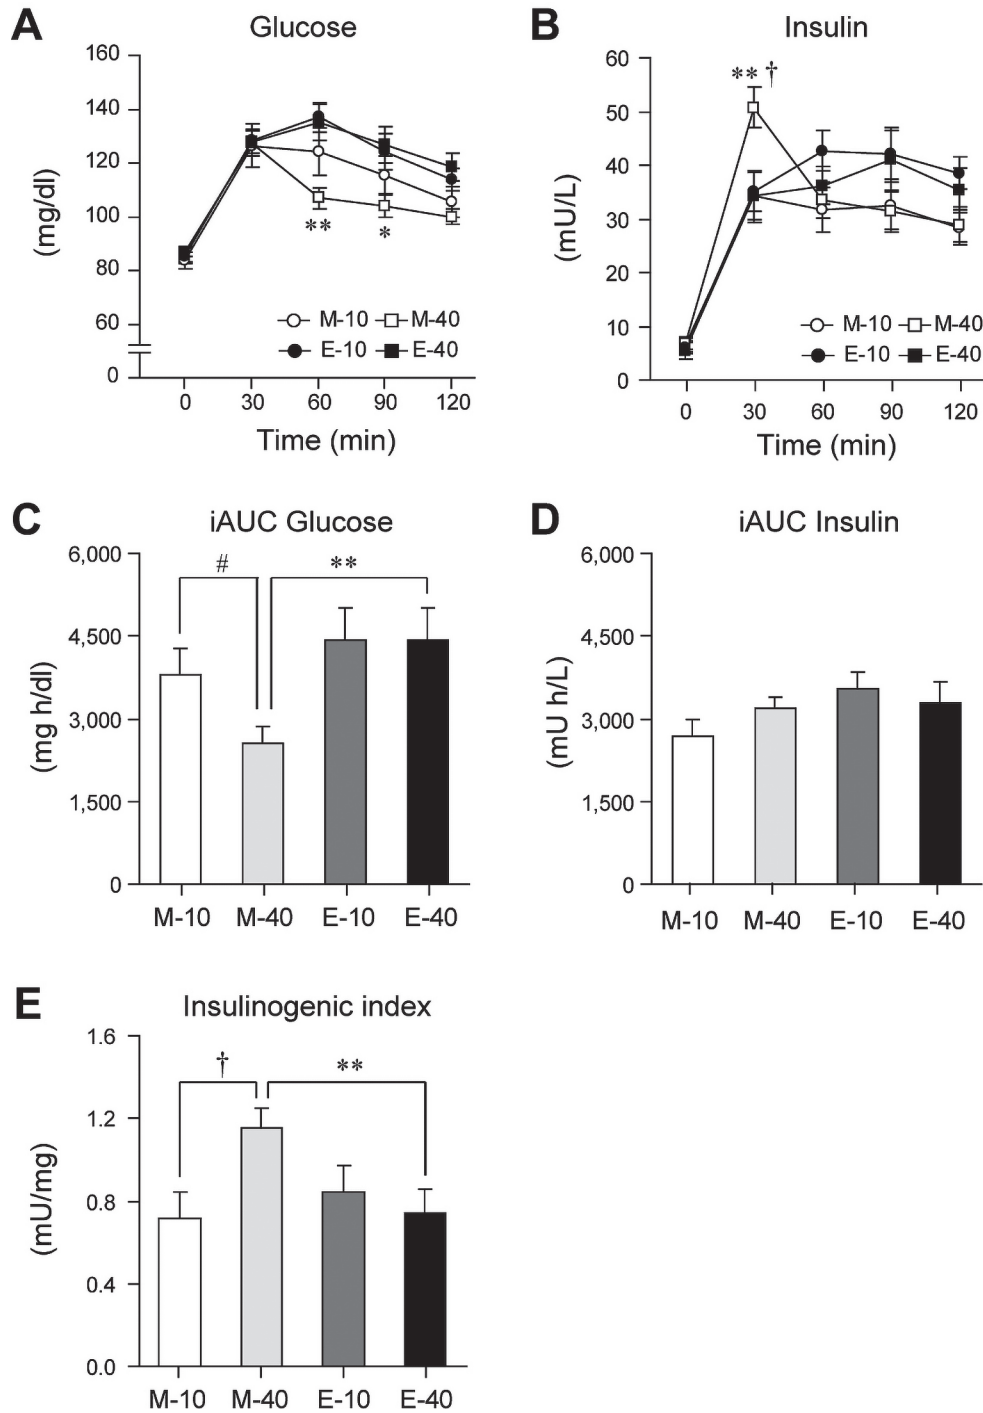 A
Glucose
160
140
120
100
80
60
0
(mg/dl)
**
*
M-10 M-40
E-10 E-40
0 30 60 90 120
Time (min)
B
Insulin
60
50
40
30
20
10
0
(mU/L)
** †
M-10 M-40
E-10 E-40
0 30 60 90 120
Time (min)
C
iAUC Glucose
6,000
4,500
3,000
1,500
0
(mg h/dl)
# **
M-10 M-40 E-10 E-40
D
iAUC Insulin
6,000
4,500
3,000
1,500
0
(mU h/L)
M-10 M-40 E-10 E-40
E
Insulinogenic index
1.6
1.2
0.8
0.4
0.0
(mU/mg)
† **
M-10 M-40 E-10 E-40